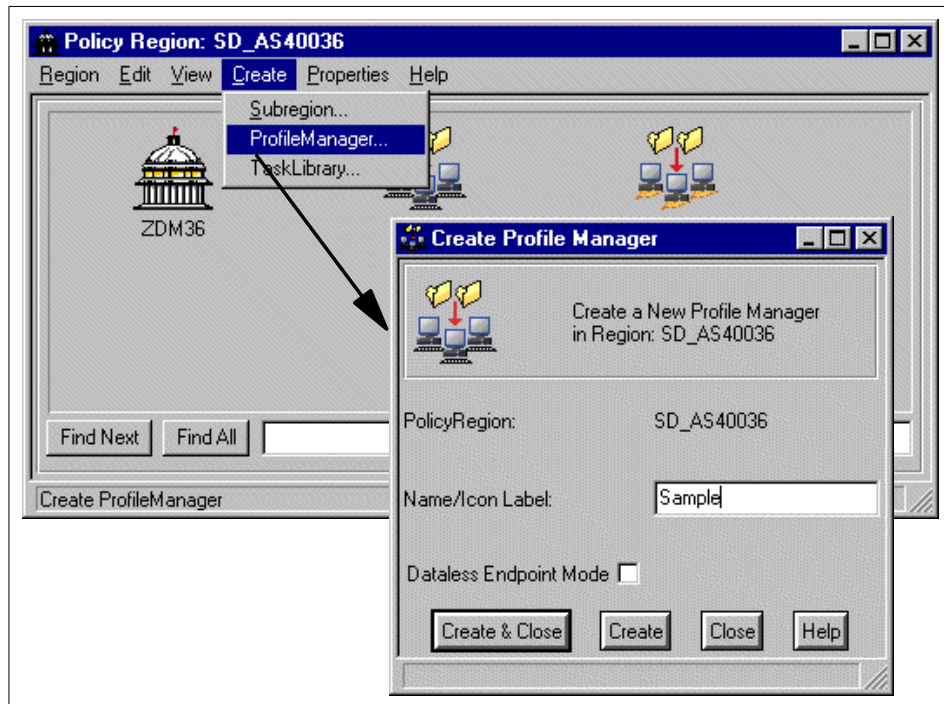 Policy Region: SD_AS40036
Region Edit View Create Properties Help
Subregion...
ProfileManager...
TaskLibrary...
ZDM36
Find Next Find All
Create ProfileManager
Create Profile Manager
Create a New Profile Manager
in Region: SD_AS40036
PolicyRegion: SD_AS40036
Name/Icon Label: Sample
Dataless Endpoint Mode
Create & Close Create Close Help